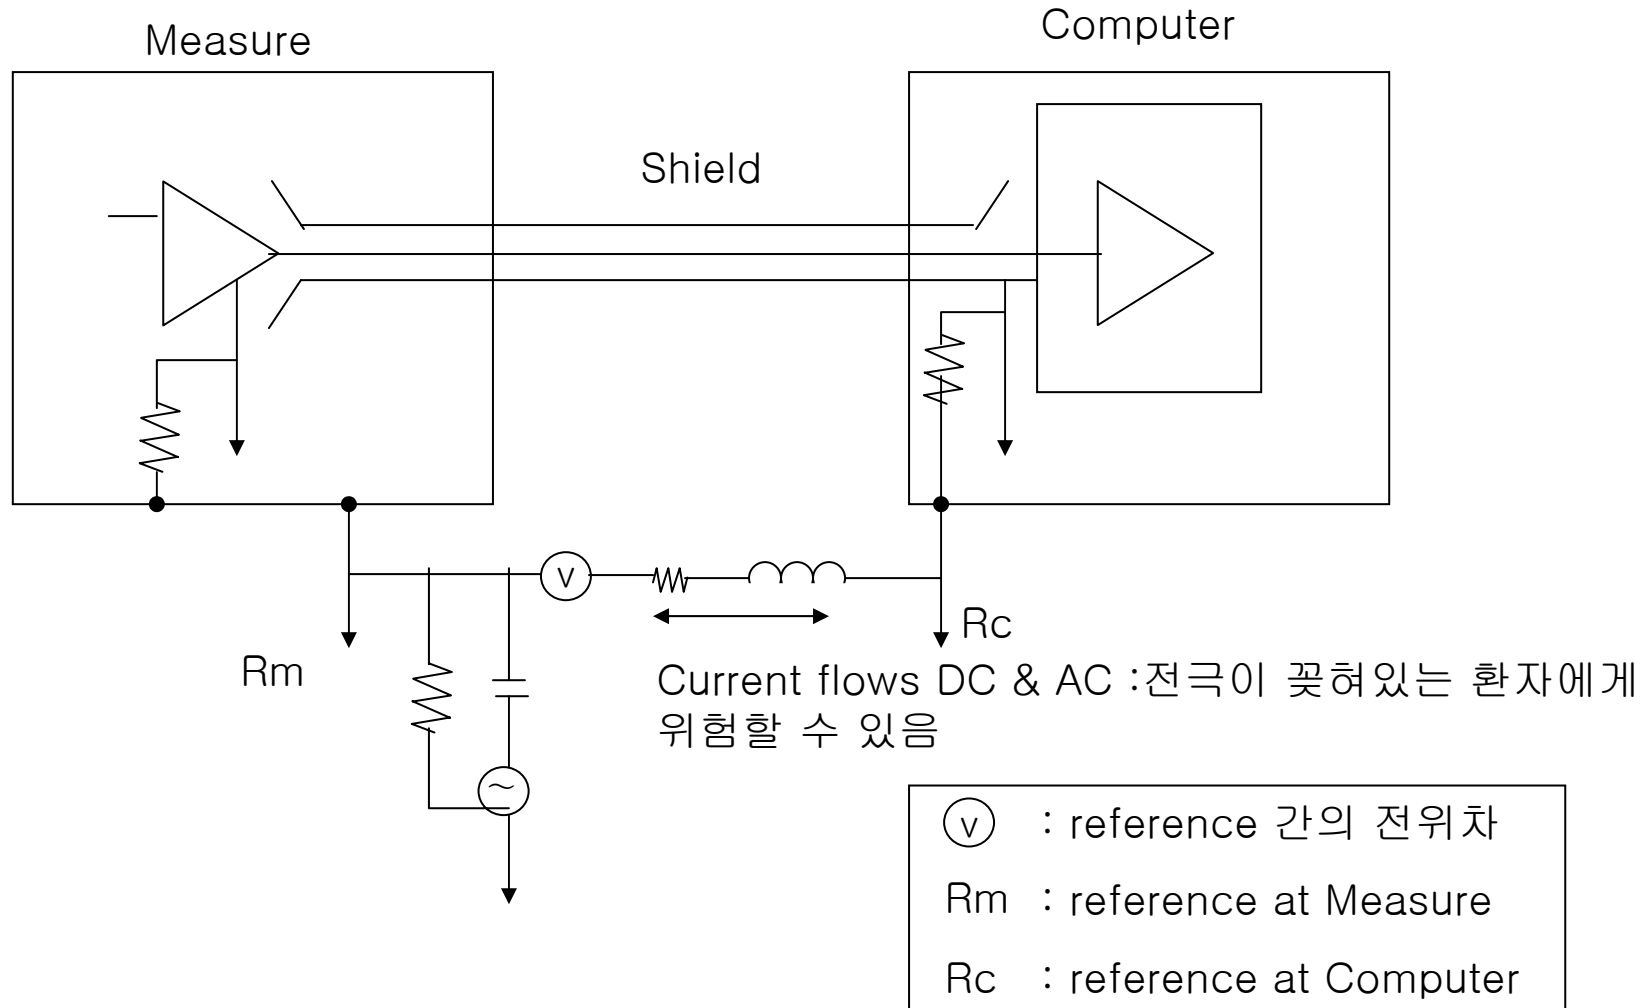 Measure
Computer
Shield
V
Rc
Rm
Current flows DC & AC :전극이 꽂혀있는 환자에게
위험할 수 있음
~
V : reference 간의 전위차
Rm : reference at Measure
Rc : reference at Computer